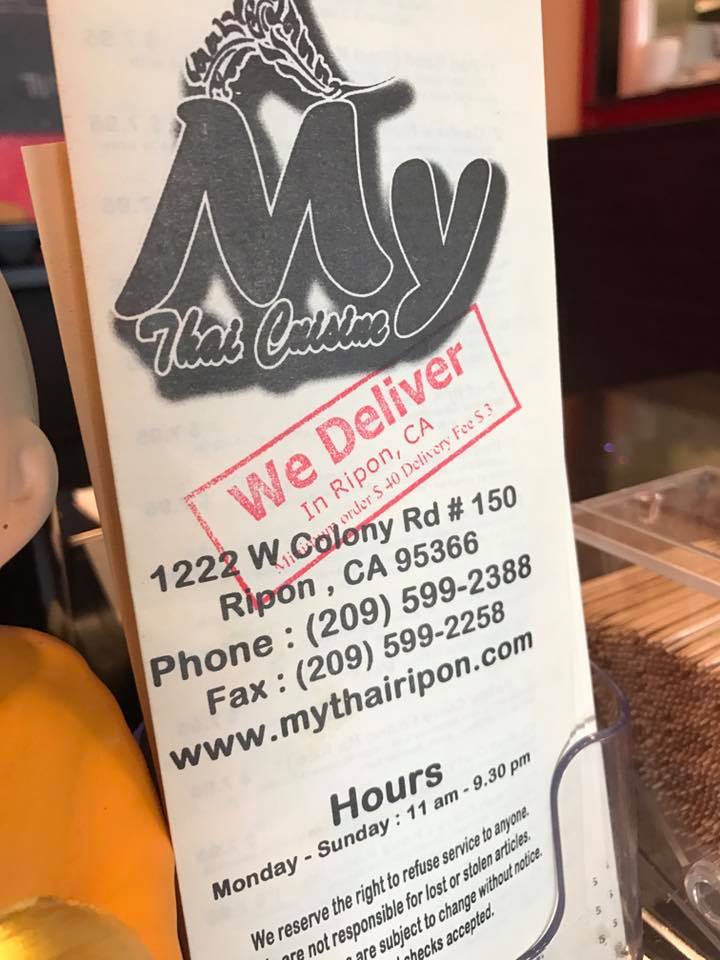 My
Thai Cuisine
We Deliver
In Ripon, CA
Minimum order $ 40 Delivery Fee $ 3
1222 W Colony Rd # 150
Ripon , CA 95366
Phone : (209) 599-2388
Fax : (209) 599-2258
www.mythairipon.com
Hours
Monday - Sunday : 11 am - 9.30 pm
We reserve the right to refuse service to anyone.
are not responsible for lost or stolen articles.
are subject to change without notice.
checks accepted.